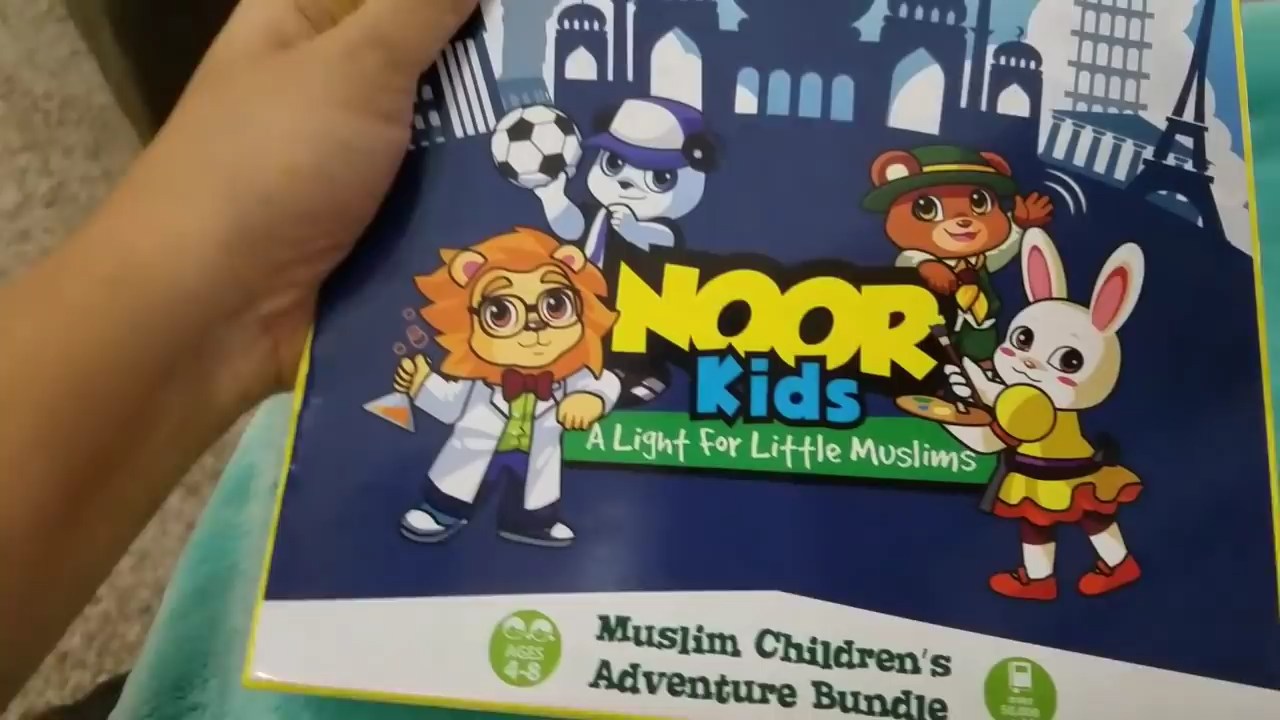 NOOR
Kids
A Light for Little Muslims
AGES
4-8
Muslim Children's
Adventure Bundle